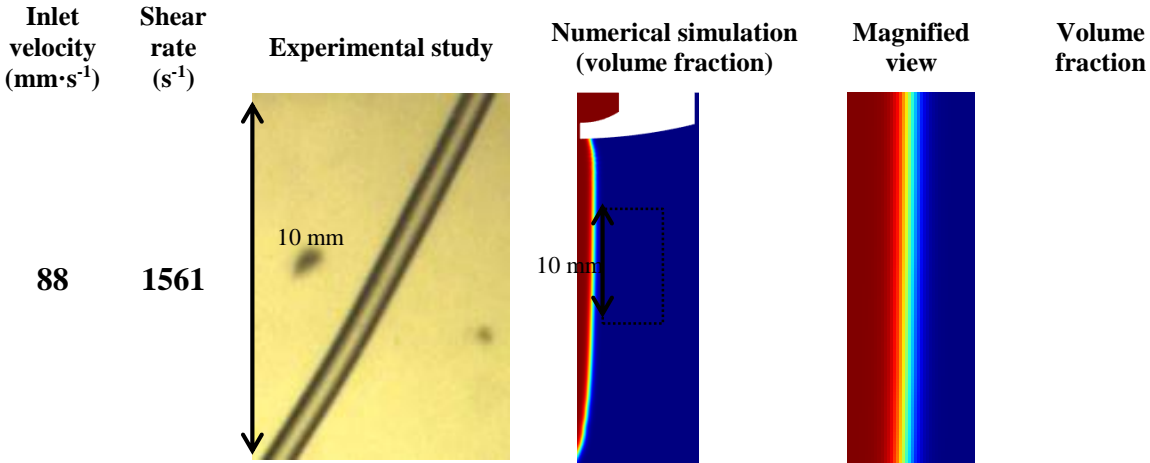 Inlet
velocity
(mm·s-1)
Shear
rate
(s-1)
Experimental study
Numerical simulation
(volume fraction)
Magnified
view
Volume
fraction
88
1561
10 mm
10 mm